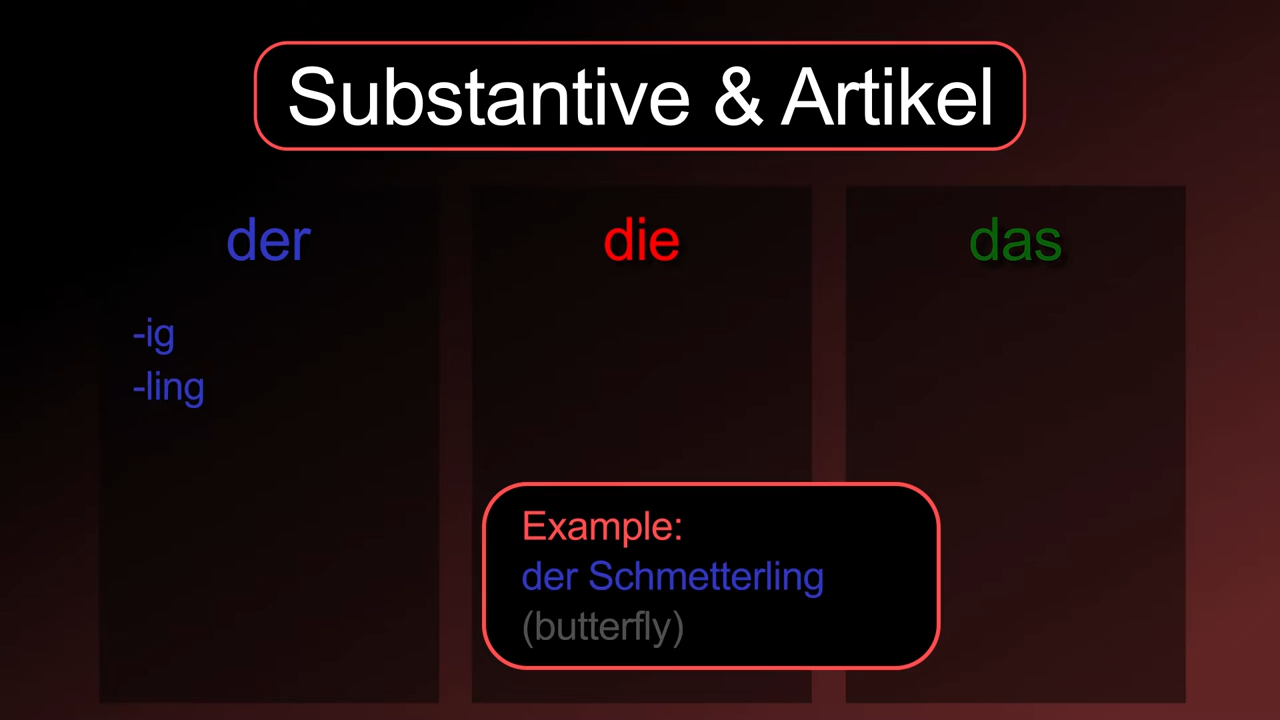 Substantive & Artikel
der
die
das
-ig
-ling
Example:
der Schmetterling
(butterfly)